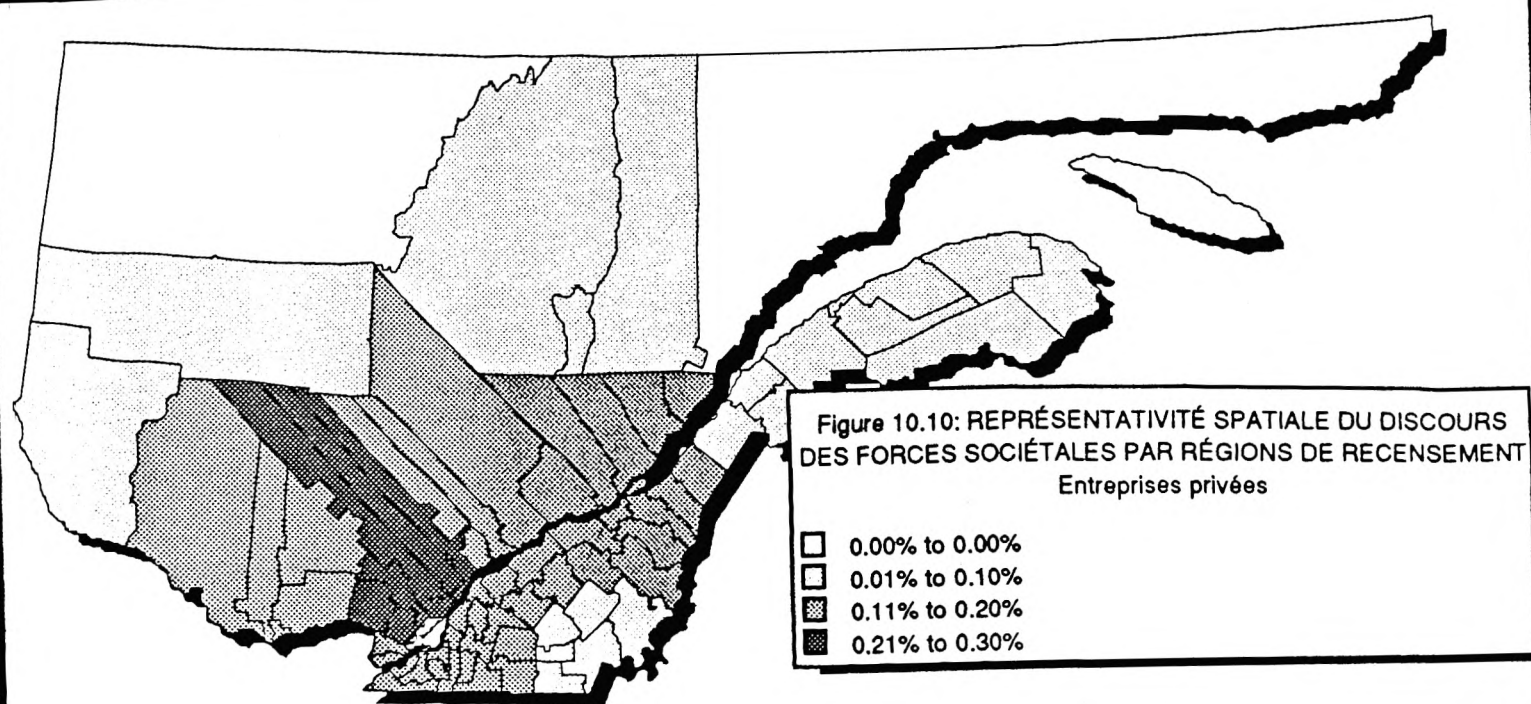 Figure 10.10: REPRÉSENTATIVITÉ SPATIALE DU DISCOURS
DES FORCES SOCIÉTALES PAR RÉGIONS DE RECENSEMENT
Entreprises privées
0.00% to 0.00%
0.01% to 0.10%
0.11% to 0.20%
0.21% to 0.30%